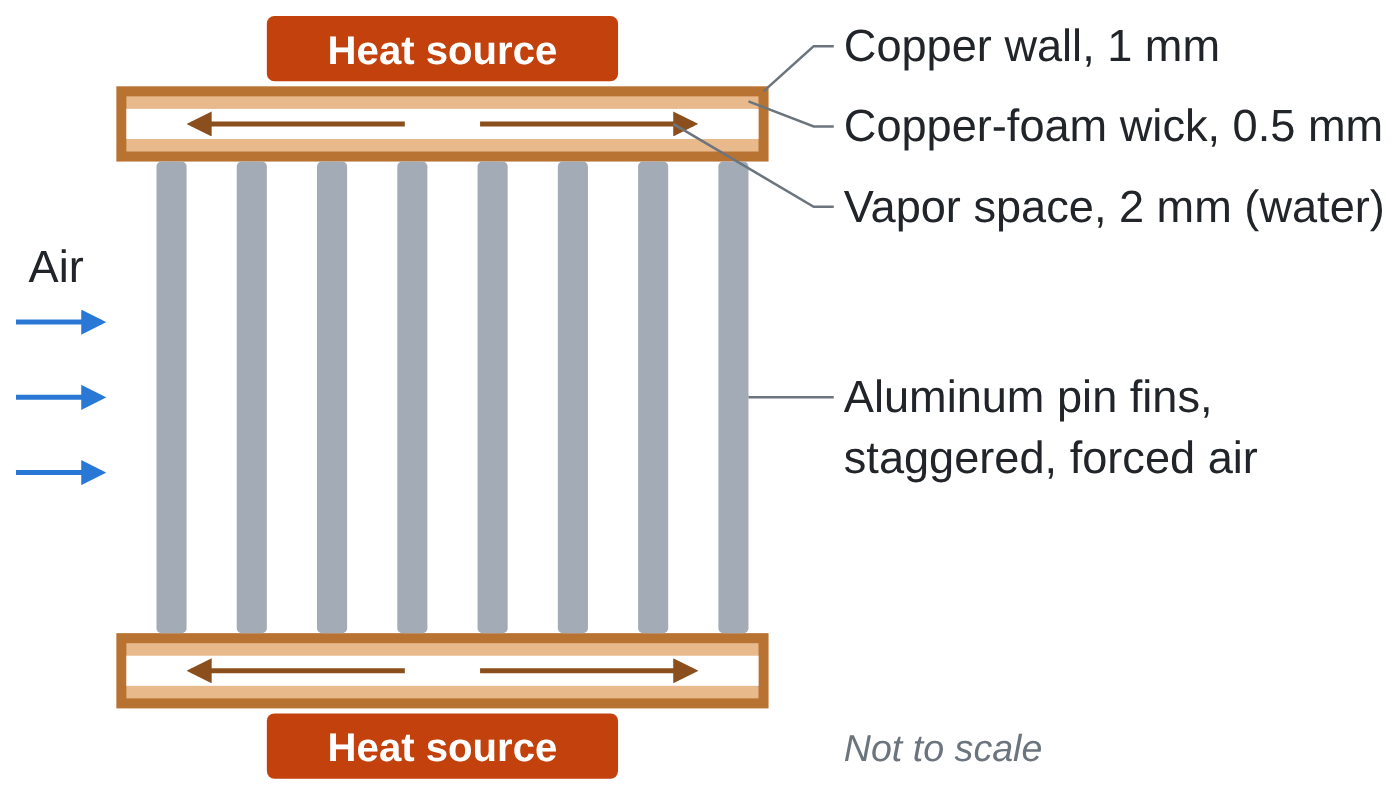 Heat source
Copper wall, 1 mm
Copper-foam wick, 0.5 mm
Vapor space, 2 mm (water)
Air
Aluminum pin fins,
staggered, forced air
Heat source
Not to scale